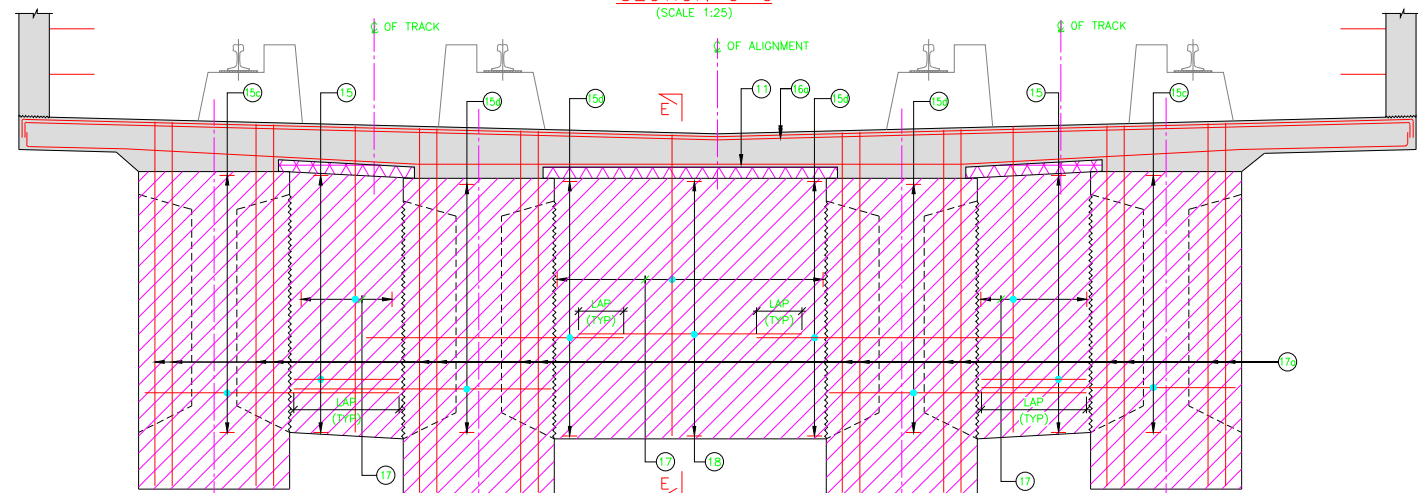 (SCALE 1:25)
℄ OF TRACK
℄ OF ALIGNMENT
℄ OF TRACK
15c
15
15d
15d
E
11
16a
15d
15d
15
15c
LAP
(TYP)
LAP
(TYP)
17a
LAP
(TYP)
LAP
(TYP)
17
17
18
17
E